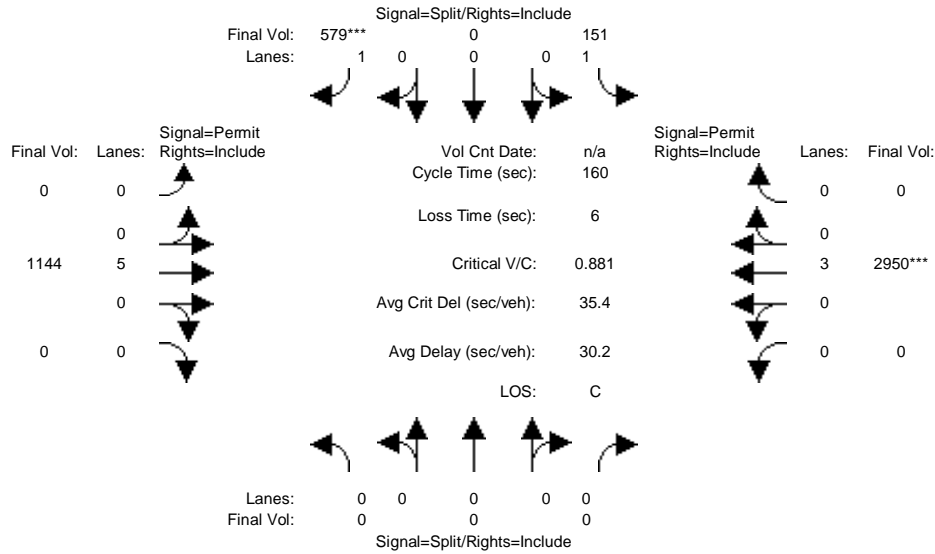 Signal=Split/Rights=Include
Final Vol: 579*** 0 151
Lanes: 1 0 0 0 1
Signal=Permit
Final Vol: Lanes: Rights=Include
Vol Cnt Date: n/a
Signal=Permit
Rights=Include Lanes: Final Vol:
Cycle Time (sec): 160
0 0
0 0
Loss Time (sec): 6
0
0
1144 5
Critical V/C: 0.881
3 2950***
0
Avg Crit Del (sec/veh): 35.4
0
0 0
Avg Delay (sec/veh): 30.2
0 0
LOS: C
Lanes: 0 0 0 0 0
Final Vol: 0 0 0
Signal=Split/Rights=Include